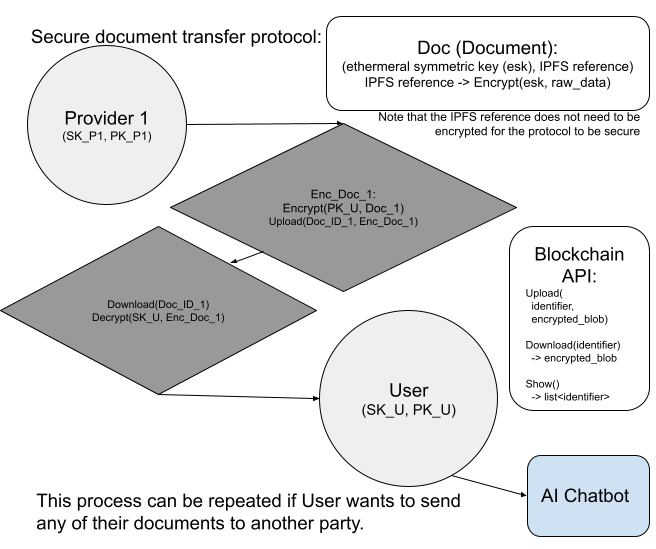 Secure document transfer protocol:
Doc (Document):
(ethermeral symmetric key (esk), IPFS reference)
IPFS reference -> Encrypt(esk, raw_data)
Note that the IPFS reference does not need to be
encrypted for the protocol to be secure
Provider 1
(SK_P1, PK_P1)
Enc_Doc_1:
Encrypt(PK_U, Doc_1)
Upload(Doc_ID_1, Enc_Doc_1)
Download(Doc_ID_1)
Decrypt(SK_U, Enc_Doc_1)
Blockchain
API:
Upload(
identifier,
encrypted_blob)
Download(identifier)
-> encrypted_blob
Show()
-> list<identifier>
User
(SK_U, PK_U)
AI Chatbot
This process can be repeated if User wants to send
any of their documents to another party.